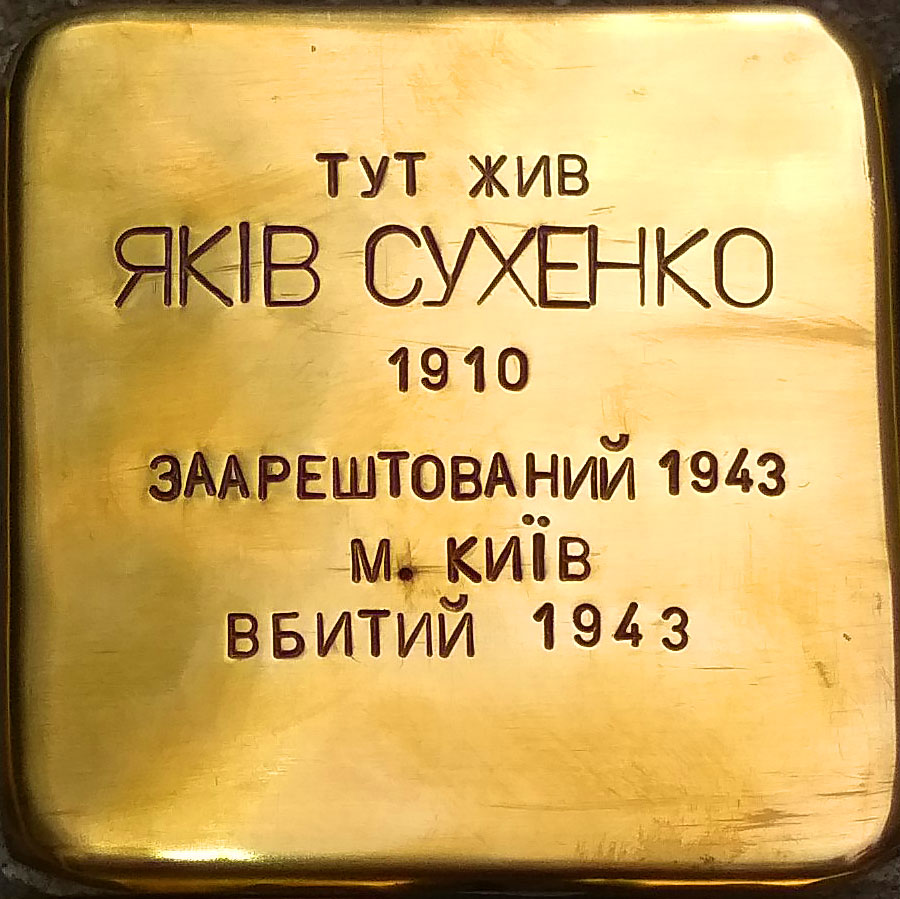 ТУТ ЖИВ
ЯКІВ СУХЕНКО
1910
ЗААРЕШТОВАНИЙ 1943
М. КИЇВ
ВБИТИЙ 1943